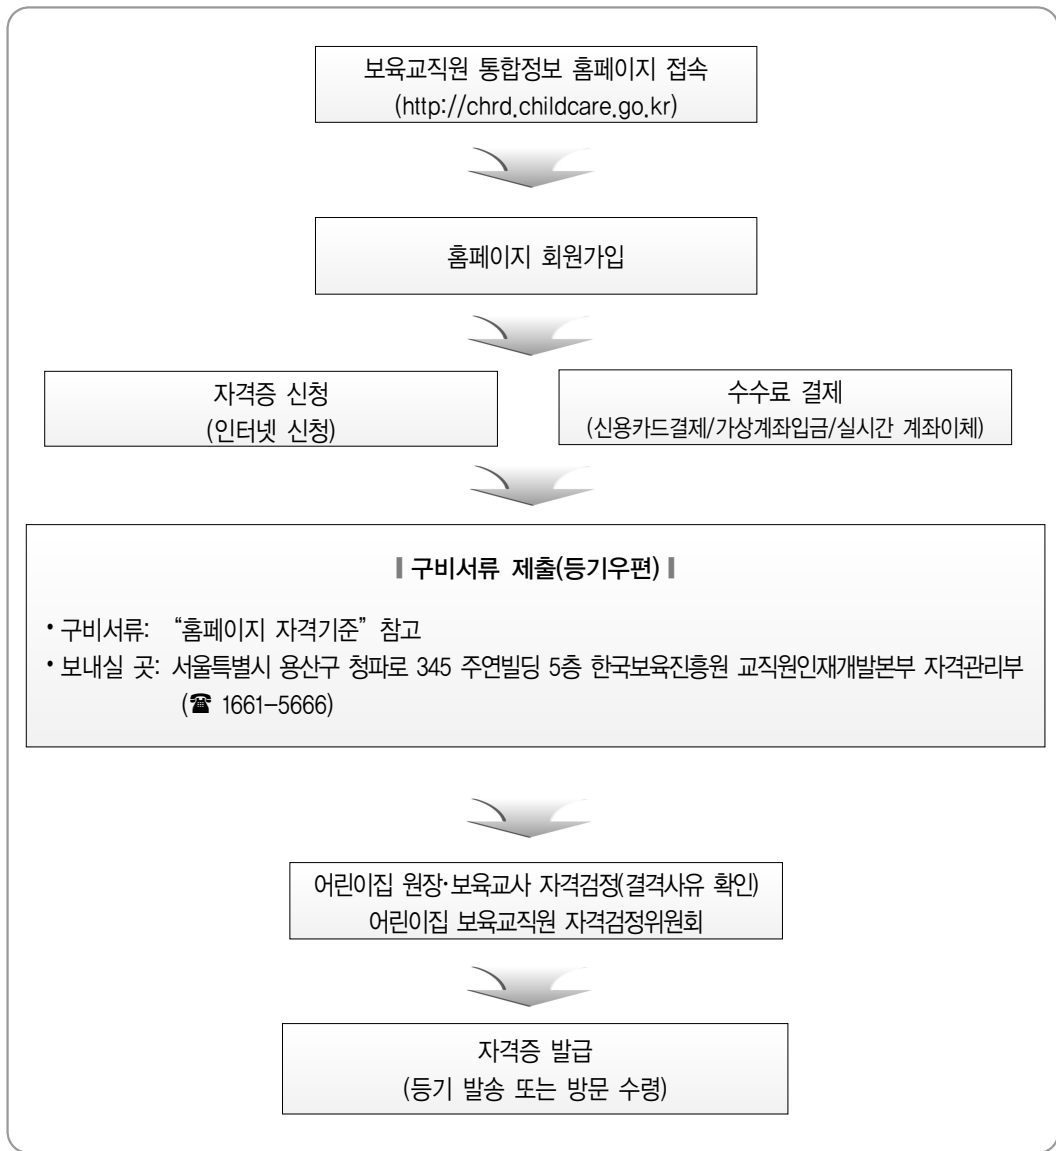 보육교직원 통합정보 홈페이지 접속
(http://chrd.childcare.go.kr)
홈페이지 회원가입
자격증 신청
(인터넷 신청)
수수료 결제
(신용카드결제/가상계좌입금/실시간 계좌이체)
‖ 구비서류 제출(등기우편) ‖
• 구비서류: “홈페이지 자격기준” 참고
• 보내실 곳: 서울특별시 용산구 청파로 345 주연빌딩 5층 한국보육진흥원 교직원인재개발본부 자격관리부
(☎ 1661-5666)
어린이집 원장·보육교사 자격검정(결격사유 확인)
어린이집 보육교직원 자격검정위원회
자격증 발급
(등기 발송 또는 방문 수령)